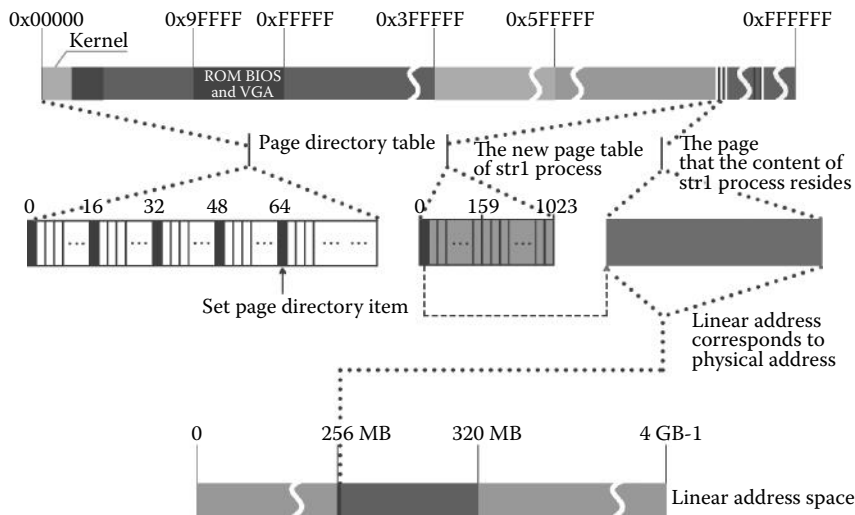 0x00000 0x9FFFF 0xFFFFF 0x3FFFFF 0x5FFFFF 0xFFFFFF
Kernel
ROM BIOS
and VGA
Page directory table
The new page table
of str1 process
The page
that the content of
str1 process resides
0 16 32 48 64
0 159 1023
... ... ... ... ... ...
... ...
Set page directory item
Linear address
corresponds to
physical address
0 256 MB 320 MB 4 GB-1
Linear address space